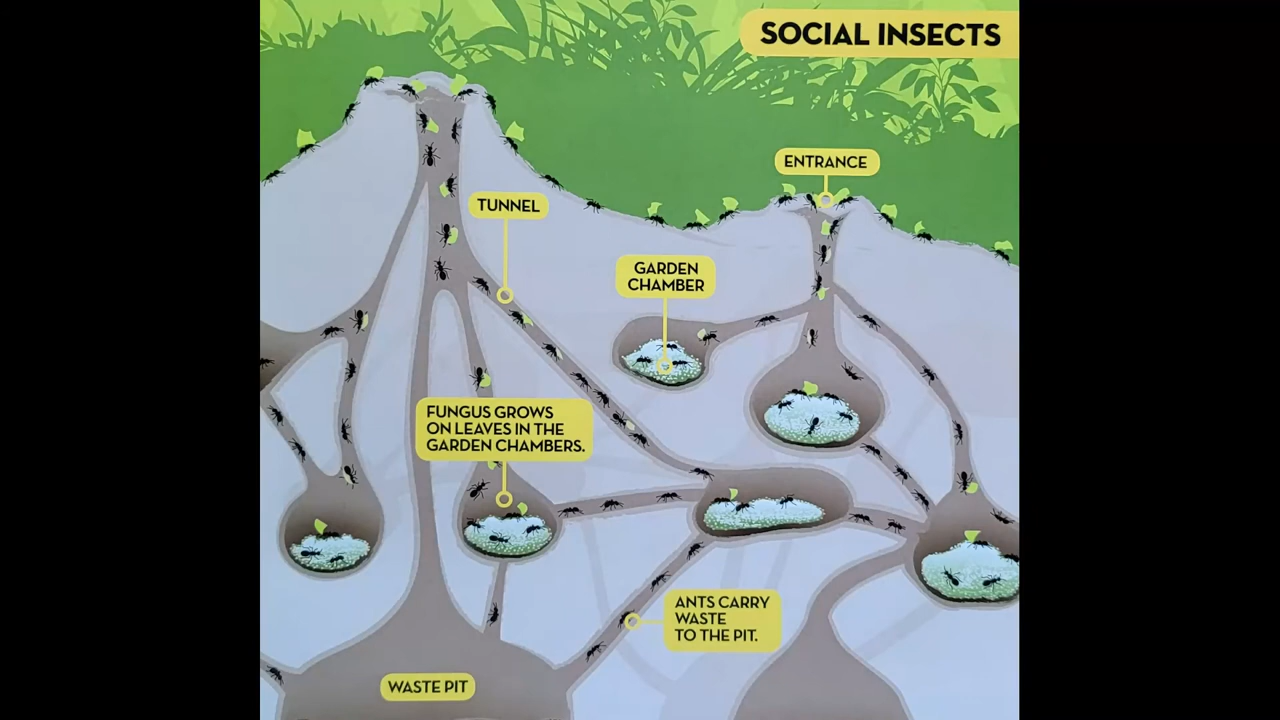 SOCIAL INSECTS
ENTRANCE
TUNNEL
GARDEN
CHAMBER
FUNGUS GROWS
ON LEAVES IN THE
GARDEN CHAMBERS.
ANTS CARRY
WASTE
TO THE PIT.
WASTE PIT